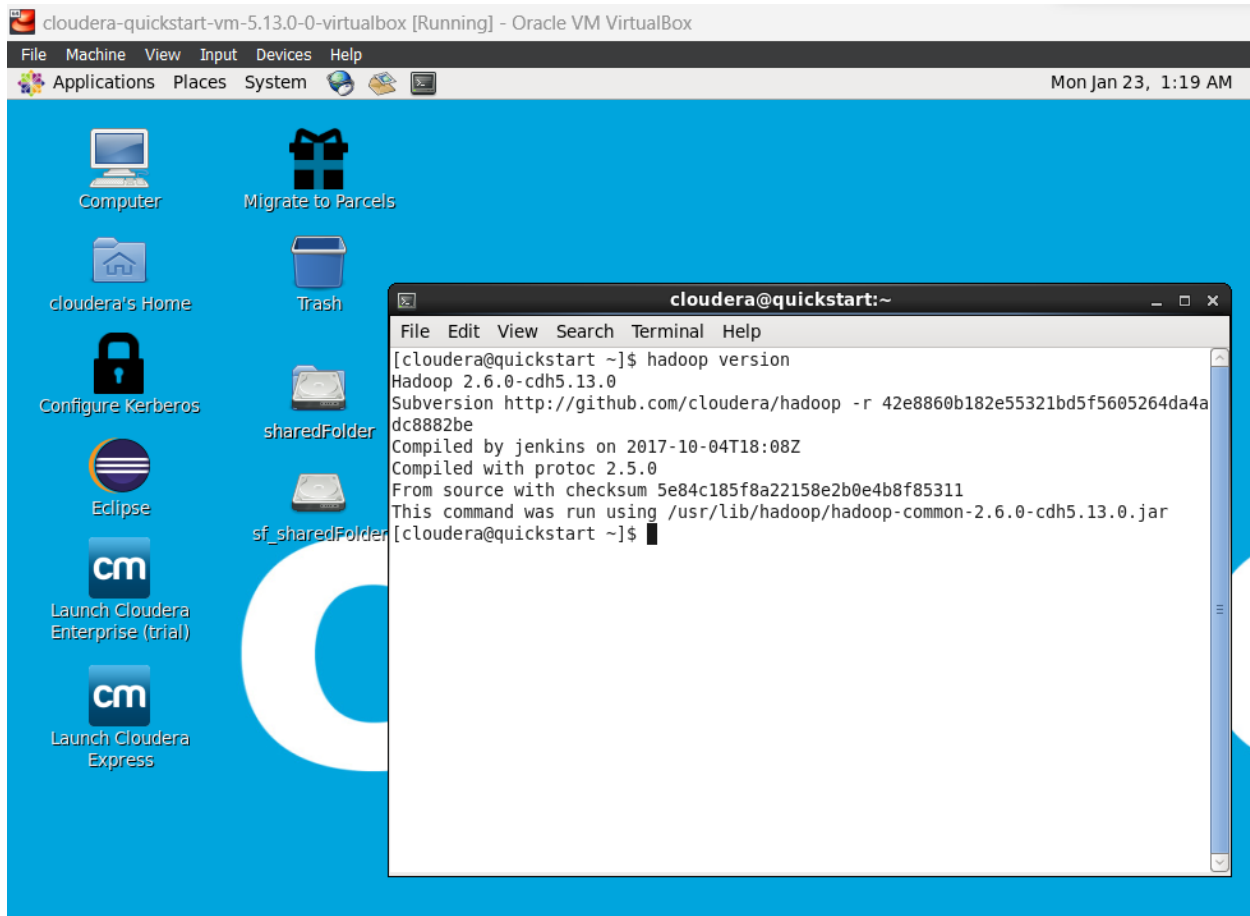 cloudera-quickstart-vm-5.13.0-0-virtualbox [Running] - Oracle VM VirtualBox
File Machine View Input Devices Help
Applications Places System Mon Jan 23, 1:19 AM
Computer
Migrate to Parcels
cloudera's Home
Trash
Configure Kerberos
sharedFolder
Eclipse
sf_sharedFolder
cm
Launch Cloudera
Enterprise (trial)
cm
Launch Cloudera
Express
cloudera@quickstart:~
File Edit View Search Terminal Help
[cloudera@quickstart ~]$ hadoop version
Hadoop 2.6.0-cdh5.13.0
Subversion http://github.com/cloudera/hadoop -r 42e8860b182e55321bd5f5605264da4a
dc8882be
Compiled by jenkins on 2017-10-04T18:08Z
Compiled with protoc 2.5.0
From source with checksum 5e84c185f8a22158e2b0e4b8f85311
This command was run using /usr/lib/hadoop/hadoop-common-2.6.0-cdh5.13.0.jar
[cloudera@quickstart ~]$